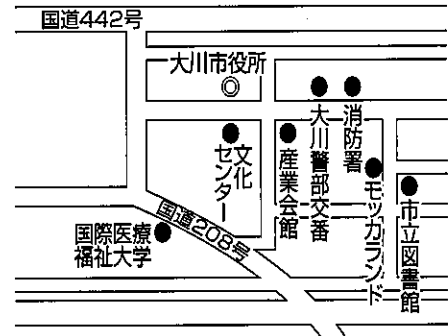 国道442号
大川市役所
消防署
大川警部交番
文化
センター
産業会館
モッカランド
市立図書館
国道208号
国際医療
福祉大学